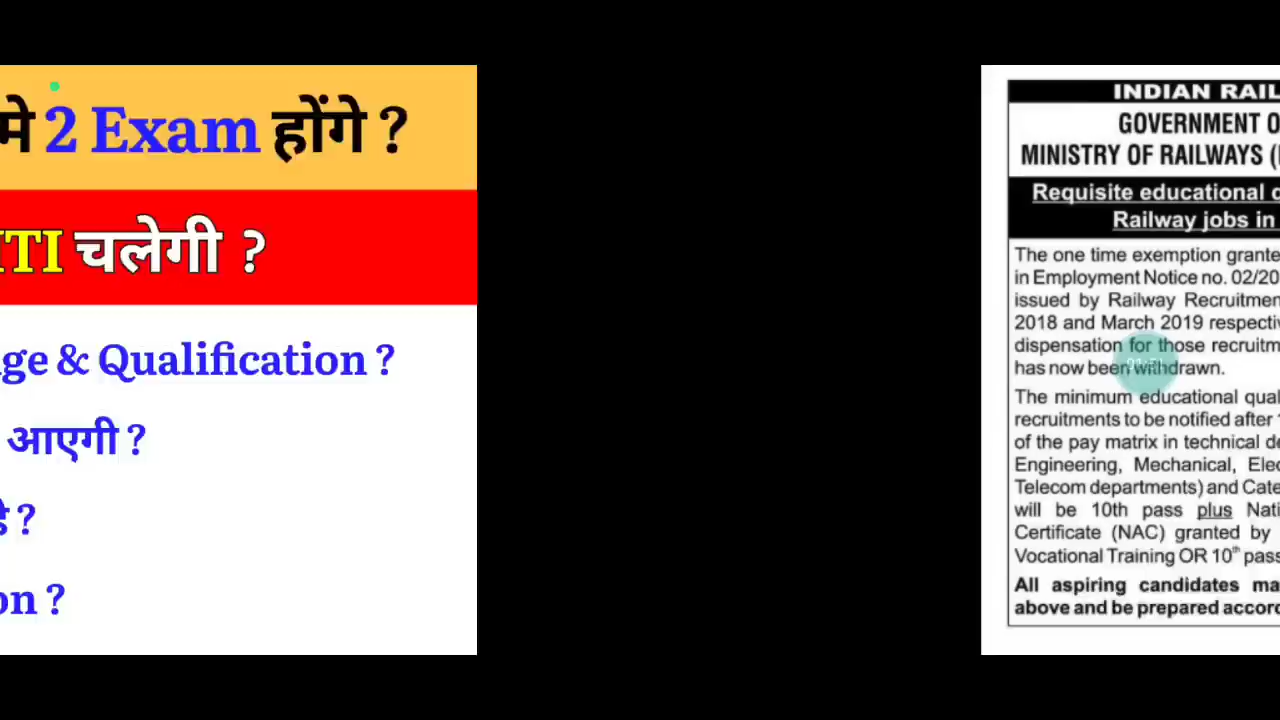 मे 2 Exam होंगे ?
ITI चलेगी ?
ge & Qualification ?
आएगी ?
है ?
on ?
INDIAN RAIL
GOVERNMENT O
MINISTRY OF RAILWAYS (
Requisite educational
Railway jobs in
The one time exemption grante
in Employment Notice no. 02/20
issued by Railway Recruitmen
2018 and March 2019 respectiv
dispensation for those recruitm
has now been withdrawn.
The minimum educational qual
recruitments to be notified after
of the pay matrix in technical de
Engineering, Mechanical, Elec
Telecom departments) and Cate
will be 10th pass plus Nati
Certificate (NAC) granted by
Vocational Training OR 10th pass
All aspiring candidates ma
above and be prepared accord
01:51